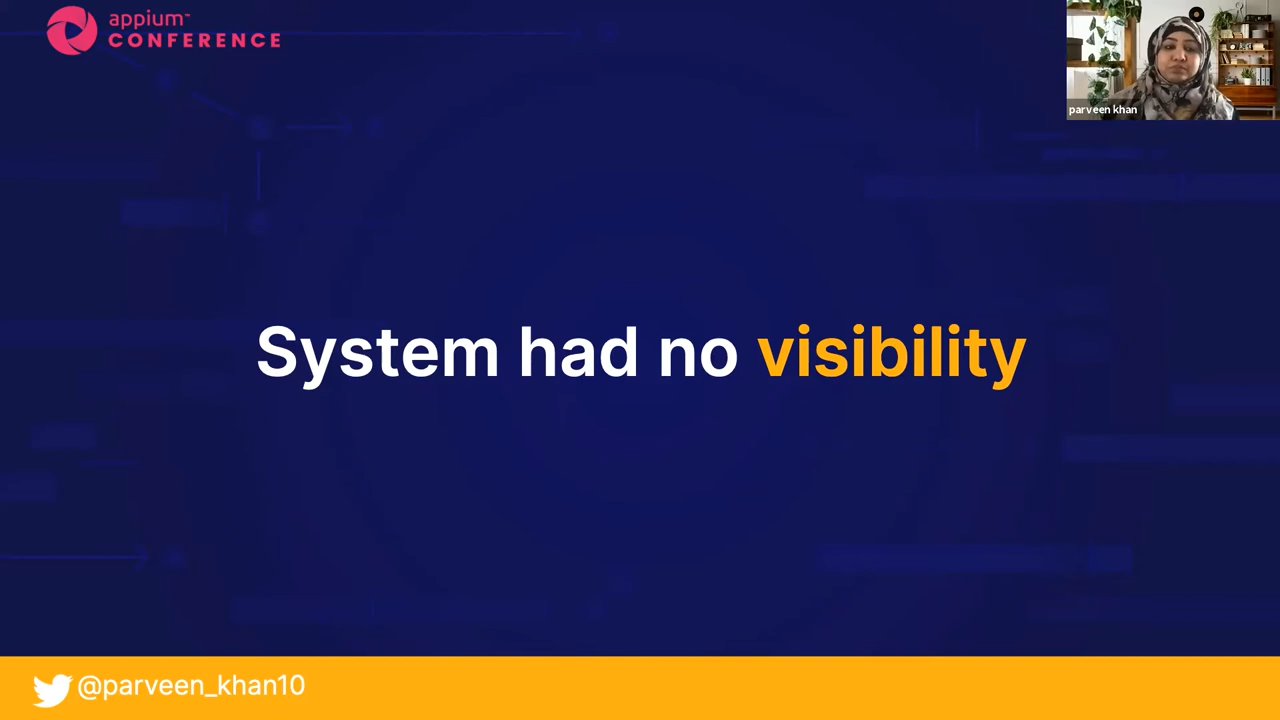 appium™
CONFERENCE
parveen khan
System had no visibility
@parveen_khan10